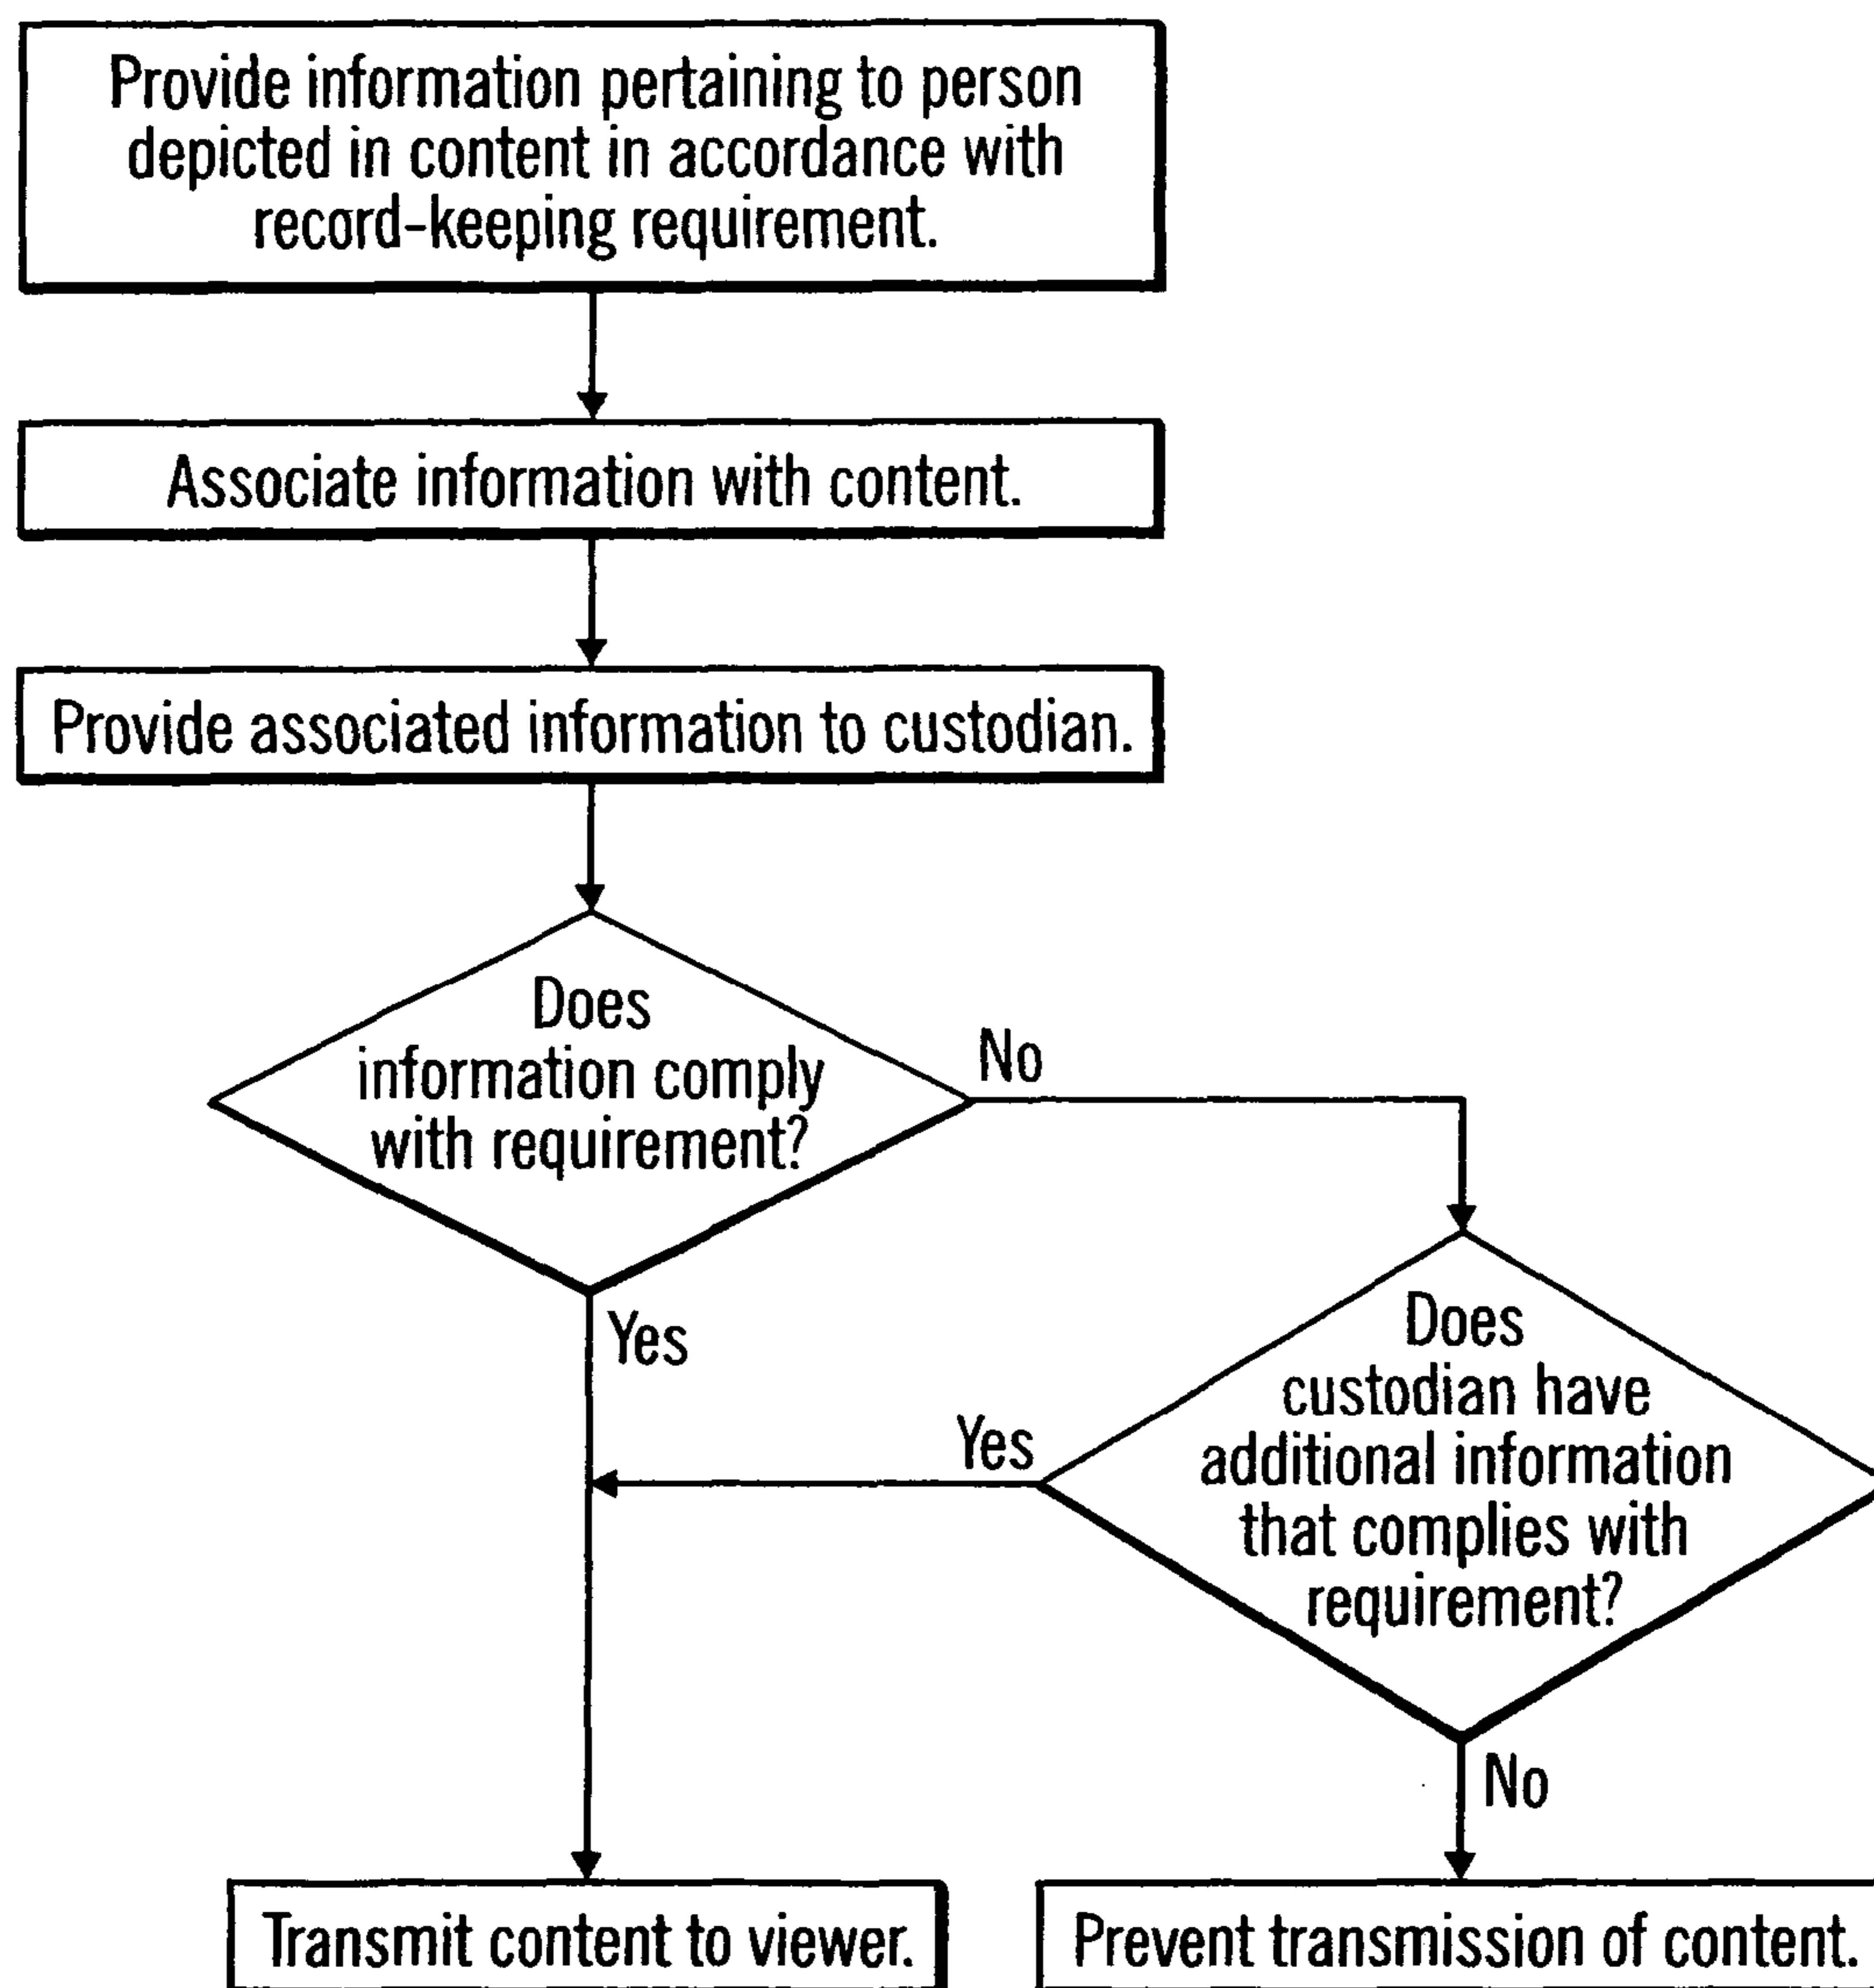 Provide information pertaining to person
depicted in content in accordance with
record-keeping requirement.
Associate information with content.
Provide associated information to custodian.
Does
information comply
with requirement?
No
Yes
Does
custodian have
additional information
that complies with
requirement?
Yes
No
Transmit content to viewer.
Prevent transmission of content.